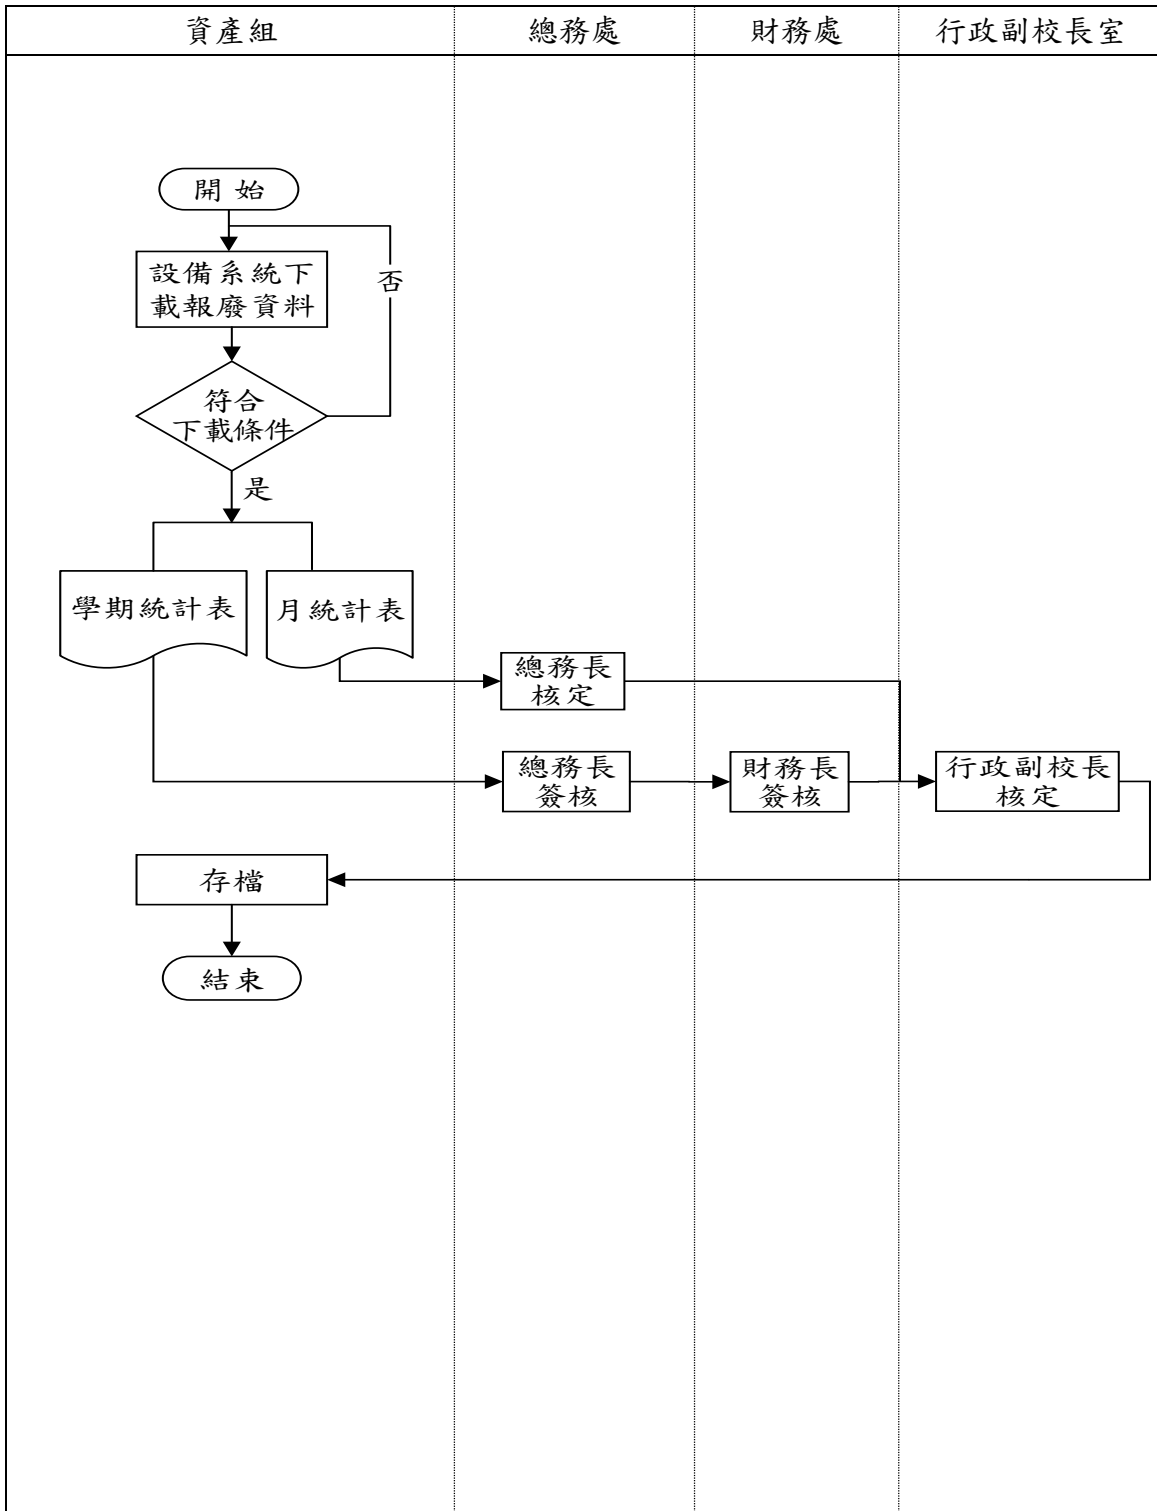 資產組
總務處
財務處
行政副校長室
開始
設備系統下
載報廢資料
否
符合
下載條件
是
學期統計表
月統計表
總務長
核定
總務長
簽核
財務長
簽核
行政副校長
核定
存檔
結束